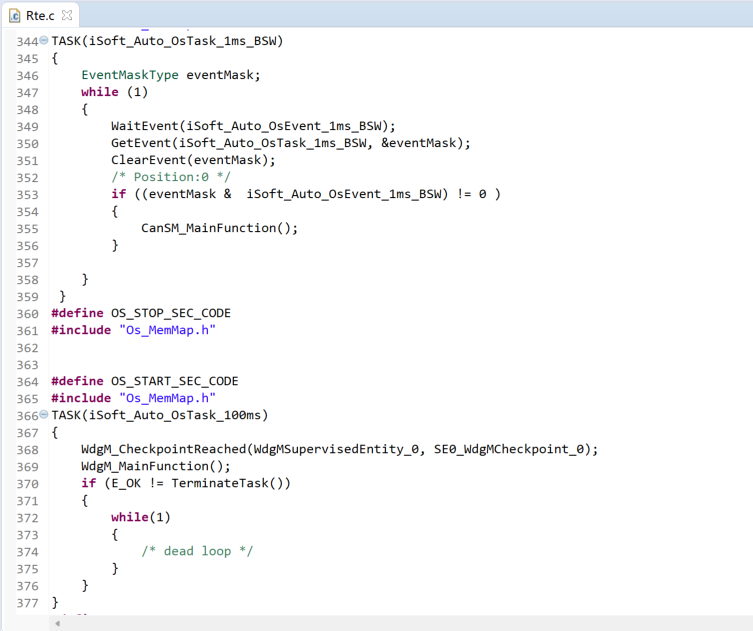 Rte.c
344 TASK(iSoft_Auto_OsTask_1ms_BSW)
345 {
346     EventMaskType eventMask;
347     while (1)
348     {
349         WaitEvent(iSoft_Auto_OsEvent_1ms_BSW);
350         GetEvent(iSoft_Auto_OsTask_1ms_BSW, &eventMask);
351         ClearEvent(eventMask);
352         /* Position:0 */
353         if ((eventMask &  iSoft_Auto_OsEvent_1ms_BSW) != 0 )
354         {
355             CanSM_MainFunction();
356         }
357
358     }
359  }
360 #define OS_STOP_SEC_CODE
361 #include "Os_MemMap.h"
362
363
364 #define OS_START_SEC_CODE
365 #include "Os_MemMap.h"
366 TASK(iSoft_Auto_OsTask_100ms)
367 {
368     WdgM_CheckpointReached(WdgMSupervisedEntity_0, SE0_WdgMCheckpoint_0);
369     WdgM_MainFunction();
370     if (E_OK != TerminateTask())
371     {
372         while(1)
373         {
374             /* dead loop */
375         }
376     }
377 }